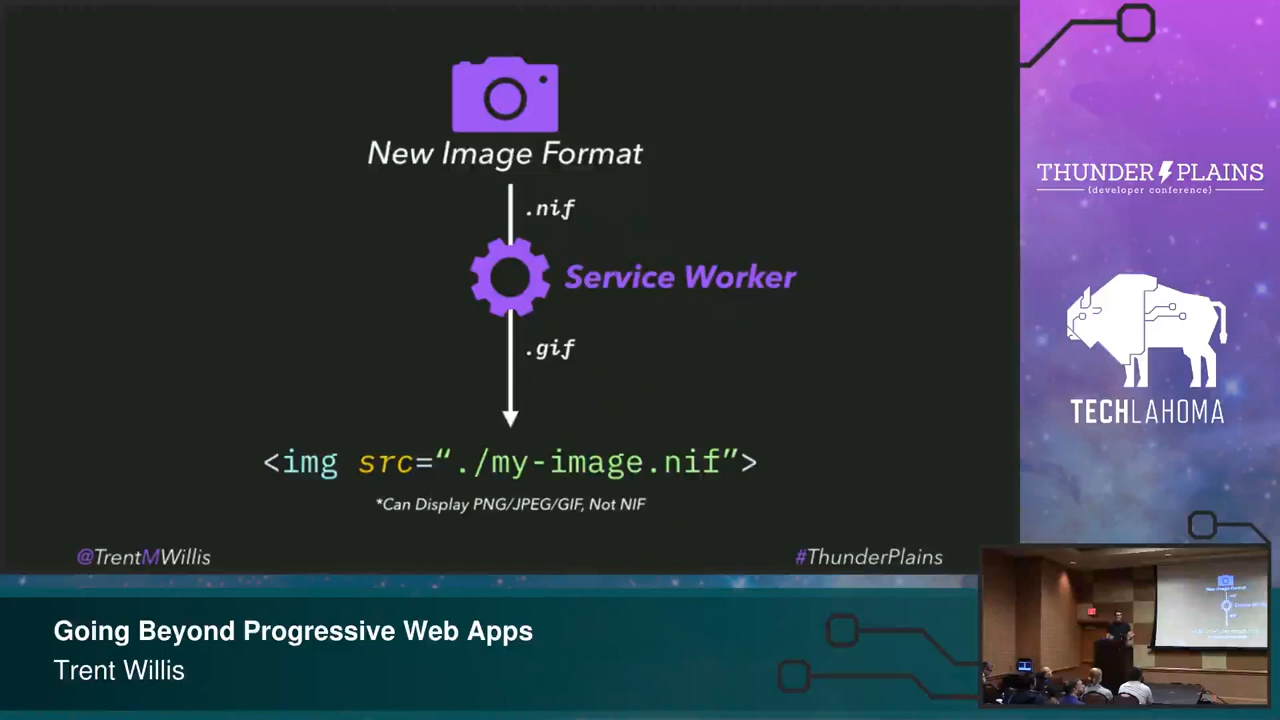 New Image Format
.nif
Service Worker
.gif
<img src=“./my-image.nif”>
*Can Display PNG/JPEG/GIF, Not NIF
@TrentMWillis
#ThunderPlains
THUNDER PLAINS
{developer conference}
TECHLAHOMA
Going Beyond Progressive Web Apps
Trent Willis